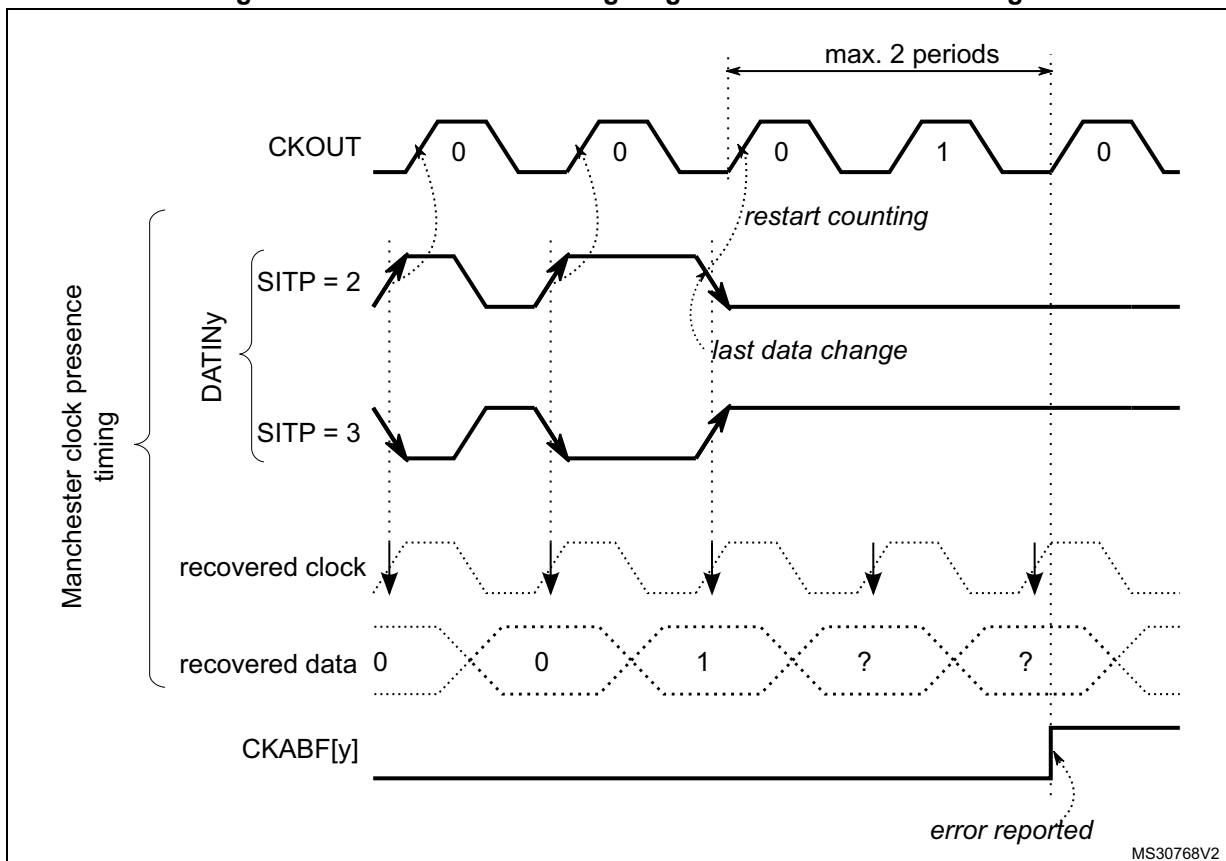 max. 2 periods
CKOUT
0 0 0 1 0
restart counting
Manchester clock presence
timing
DATINy
SITP = 2
last data change
SITP = 3
recovered clock
recovered data
0 0 1 ? ?
CKABF[y]
error reported
MS30768V2